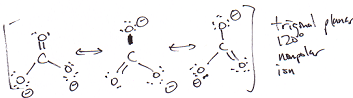 trigonal planar
120°
nonpolar
ion
:O:
C
:O:
:O:
⊖
⊖
↔
⊖
:O:
C
:O:
:O:
⊖
↔
⊖
:O:
C
:O:
:O:
⊖